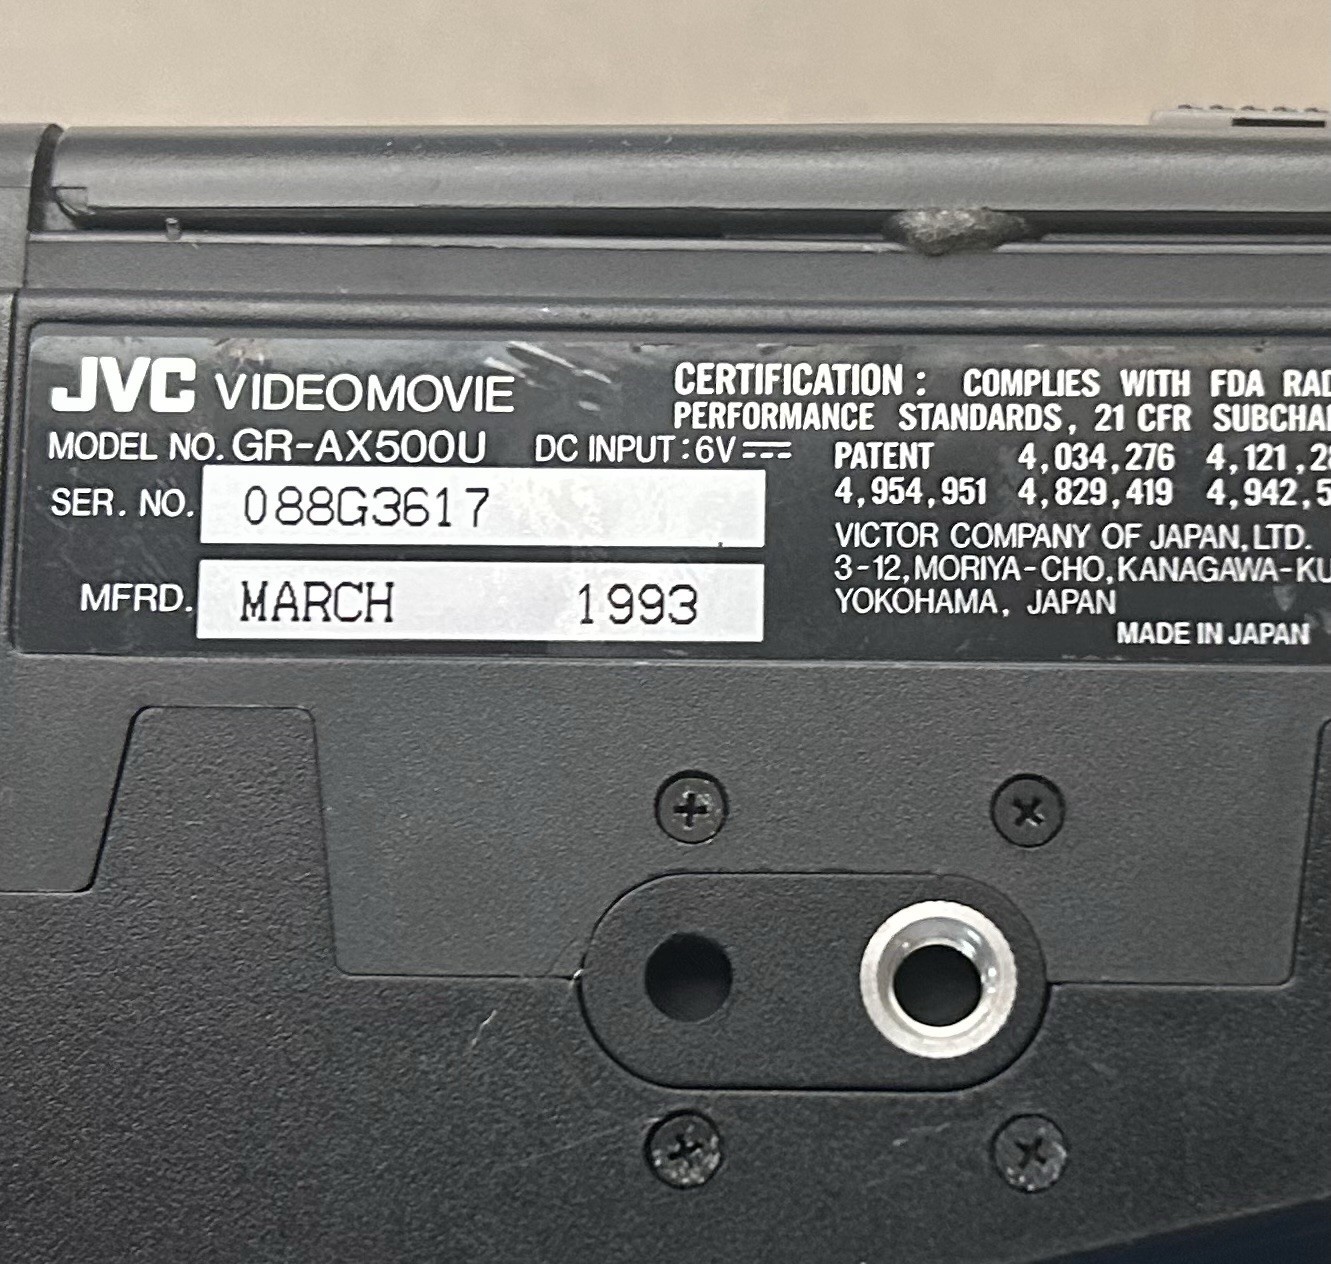 JVC VIDEOMOVIE
MODEL NO. GR-AX500U DC INPUT: 6V
SER. NO. 088G3617
MFRD. MARCH 1993
CERTIFICATION: COMPLIES WITH FDA
PERFORMANCE STANDARDS, 21 CFR
PATENT 4,034,276
4,954,951 4,829,419
VICTOR COMPANY OF JAPAN, LTD.
3-12, MORIYA-CHO,
YOKOHAMA, JAPAN
MADE IN JAPAN